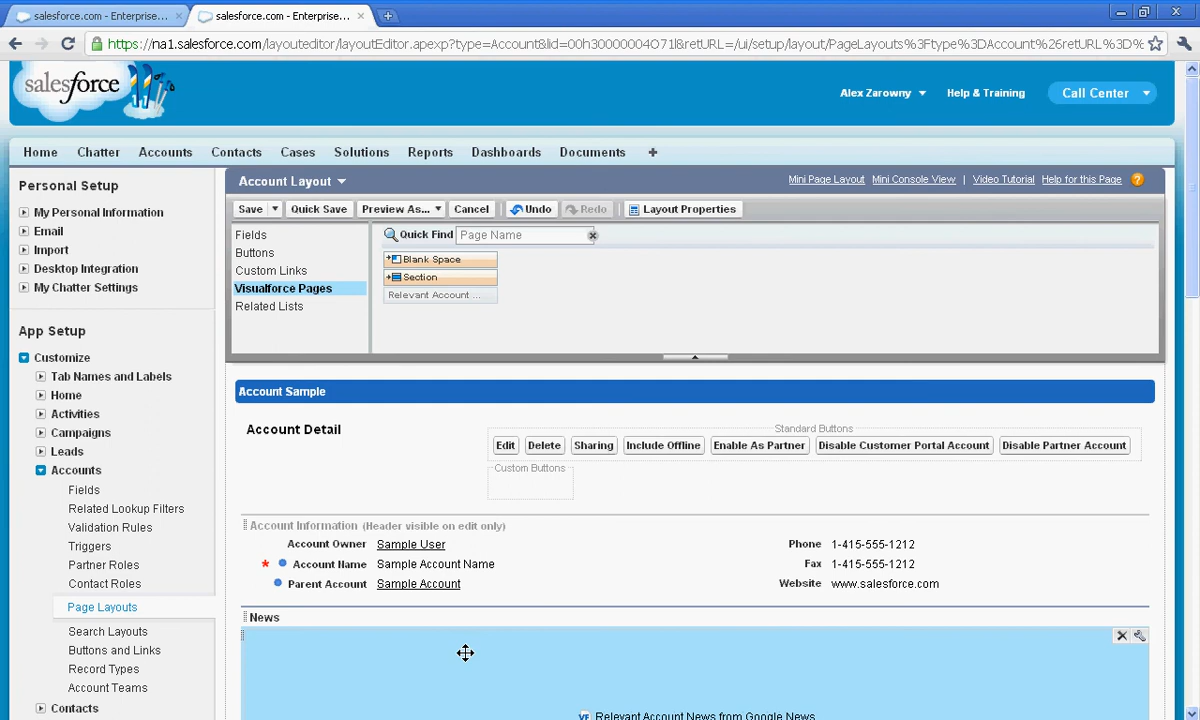 salesforce.com - Enterprise...
salesforce.com - Enterprise...
https://na1.salesforce.com/layouteditor/layoutEditor.apexp?type=Account&lid=00h30000004O71l&retURL=/ui/setup/layout/PageLayouts%3Ftype%3DAccount%26retURL%3D%
salesforce
Alex Zarowny
Help & Training
Call Center
Home
Chatter
Accounts
Contacts
Cases
Solutions
Reports
Dashboards
Documents
+
Personal Setup
My Personal Information
Email
Import
Desktop Integration
My Chatter Settings
App Setup
Customize
Tab Names and Labels
Home
Activities
Campaigns
Leads
Accounts
Fields
Related Lookup Filters
Validation Rules
Triggers
Partner Roles
Contact Roles
Page Layouts
Search Layouts
Buttons and Links
Record Types
Account Teams
Contacts
Account Layout
Mini Page Layout
Mini Console View
|
Video Tutorial
Help for this Page
?
Save
Quick Save
Preview As...
Cancel
Undo
Redo
Layout Properties
Fields
Buttons
Custom Links
Visualforce Pages
Related Lists
Quick Find
Page Name
Blank Space
Section
Relevant Account ...
Account Sample
Account Detail
Standard Buttons
Edit
Delete
Sharing
Include Offline
Enable As Partner
Disable Customer Portal Account
Disable Partner Account
Custom Buttons
Account Information (Header visible on edit only)
Account Owner Sample User
Phone 1-415-555-1212
* Account Name Sample Account Name
Fax 1-415-555-1212
Parent Account Sample Account
Website www.salesforce.com
News
VF Relevant Account News from Google News